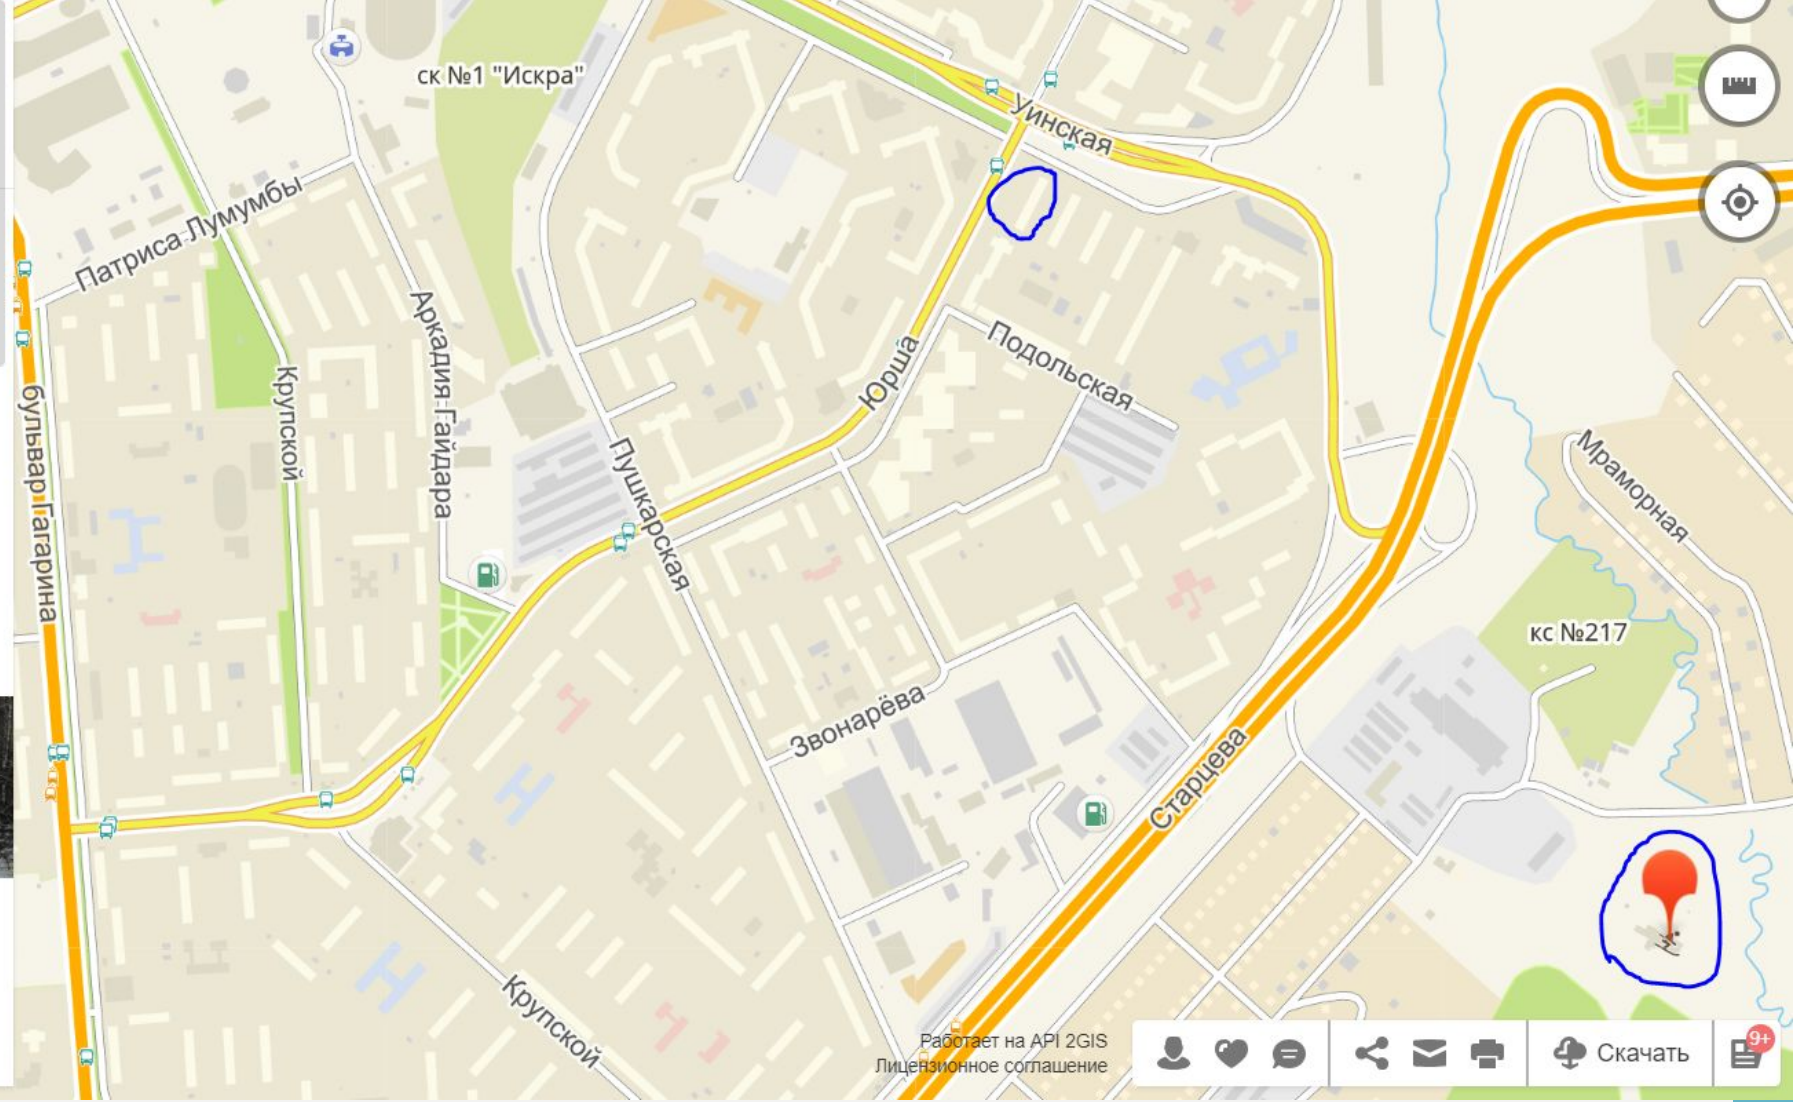 ск №1 "Искра"
Уинская
Патриса Лумумбы
Аркадия Гайдара
Крупской
бульвар Гагарина
Юрша
Подольская
Пушкарская
Мраморная
кс №217
Звонарёва
Старцева
Крупской
Работает на API 2GIS
Лицензионное соглашение
Скачать
9+